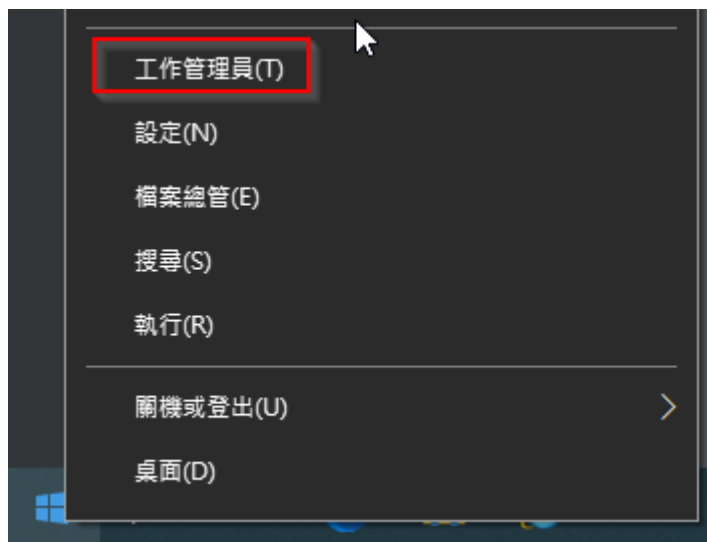 工作管理員(T)
設定(N)
檔案總管(E)
搜尋(S)
執行(R)
關機或登出(U)
桌面(D)